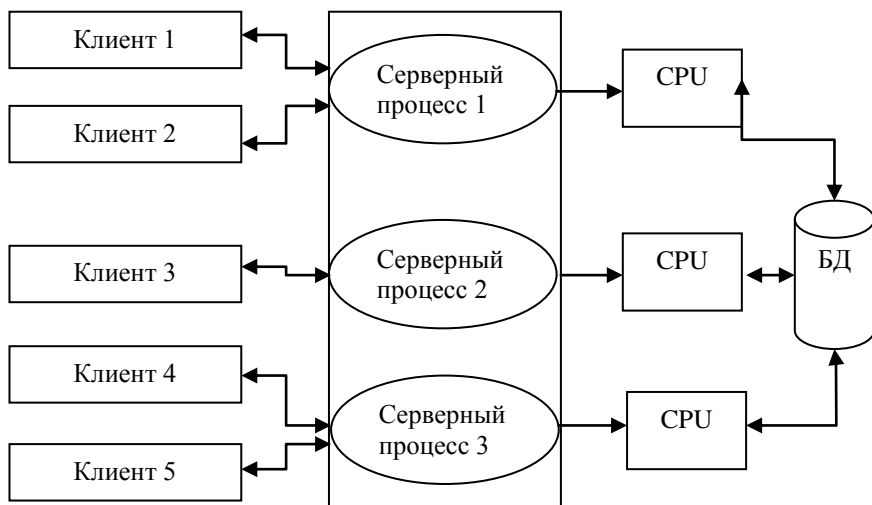 Клиент 1
Клиент 2
Клиент 3
Клиент 4
Клиент 5
Серверный
процесс 1
Серверный
процесс 2
Серверный
процесс 3
CPU
CPU
CPU
БД